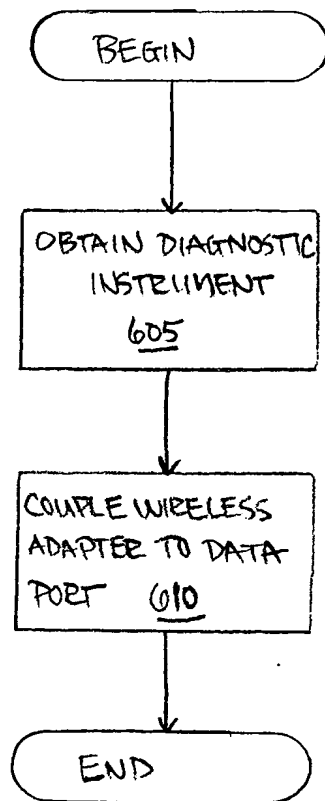 BEGIN
OBTAIN DIAGNOSTIC
INSTRUMENT
605
COUPLE WIRELESS
ADAPTER TO DATA
PORT 610
END